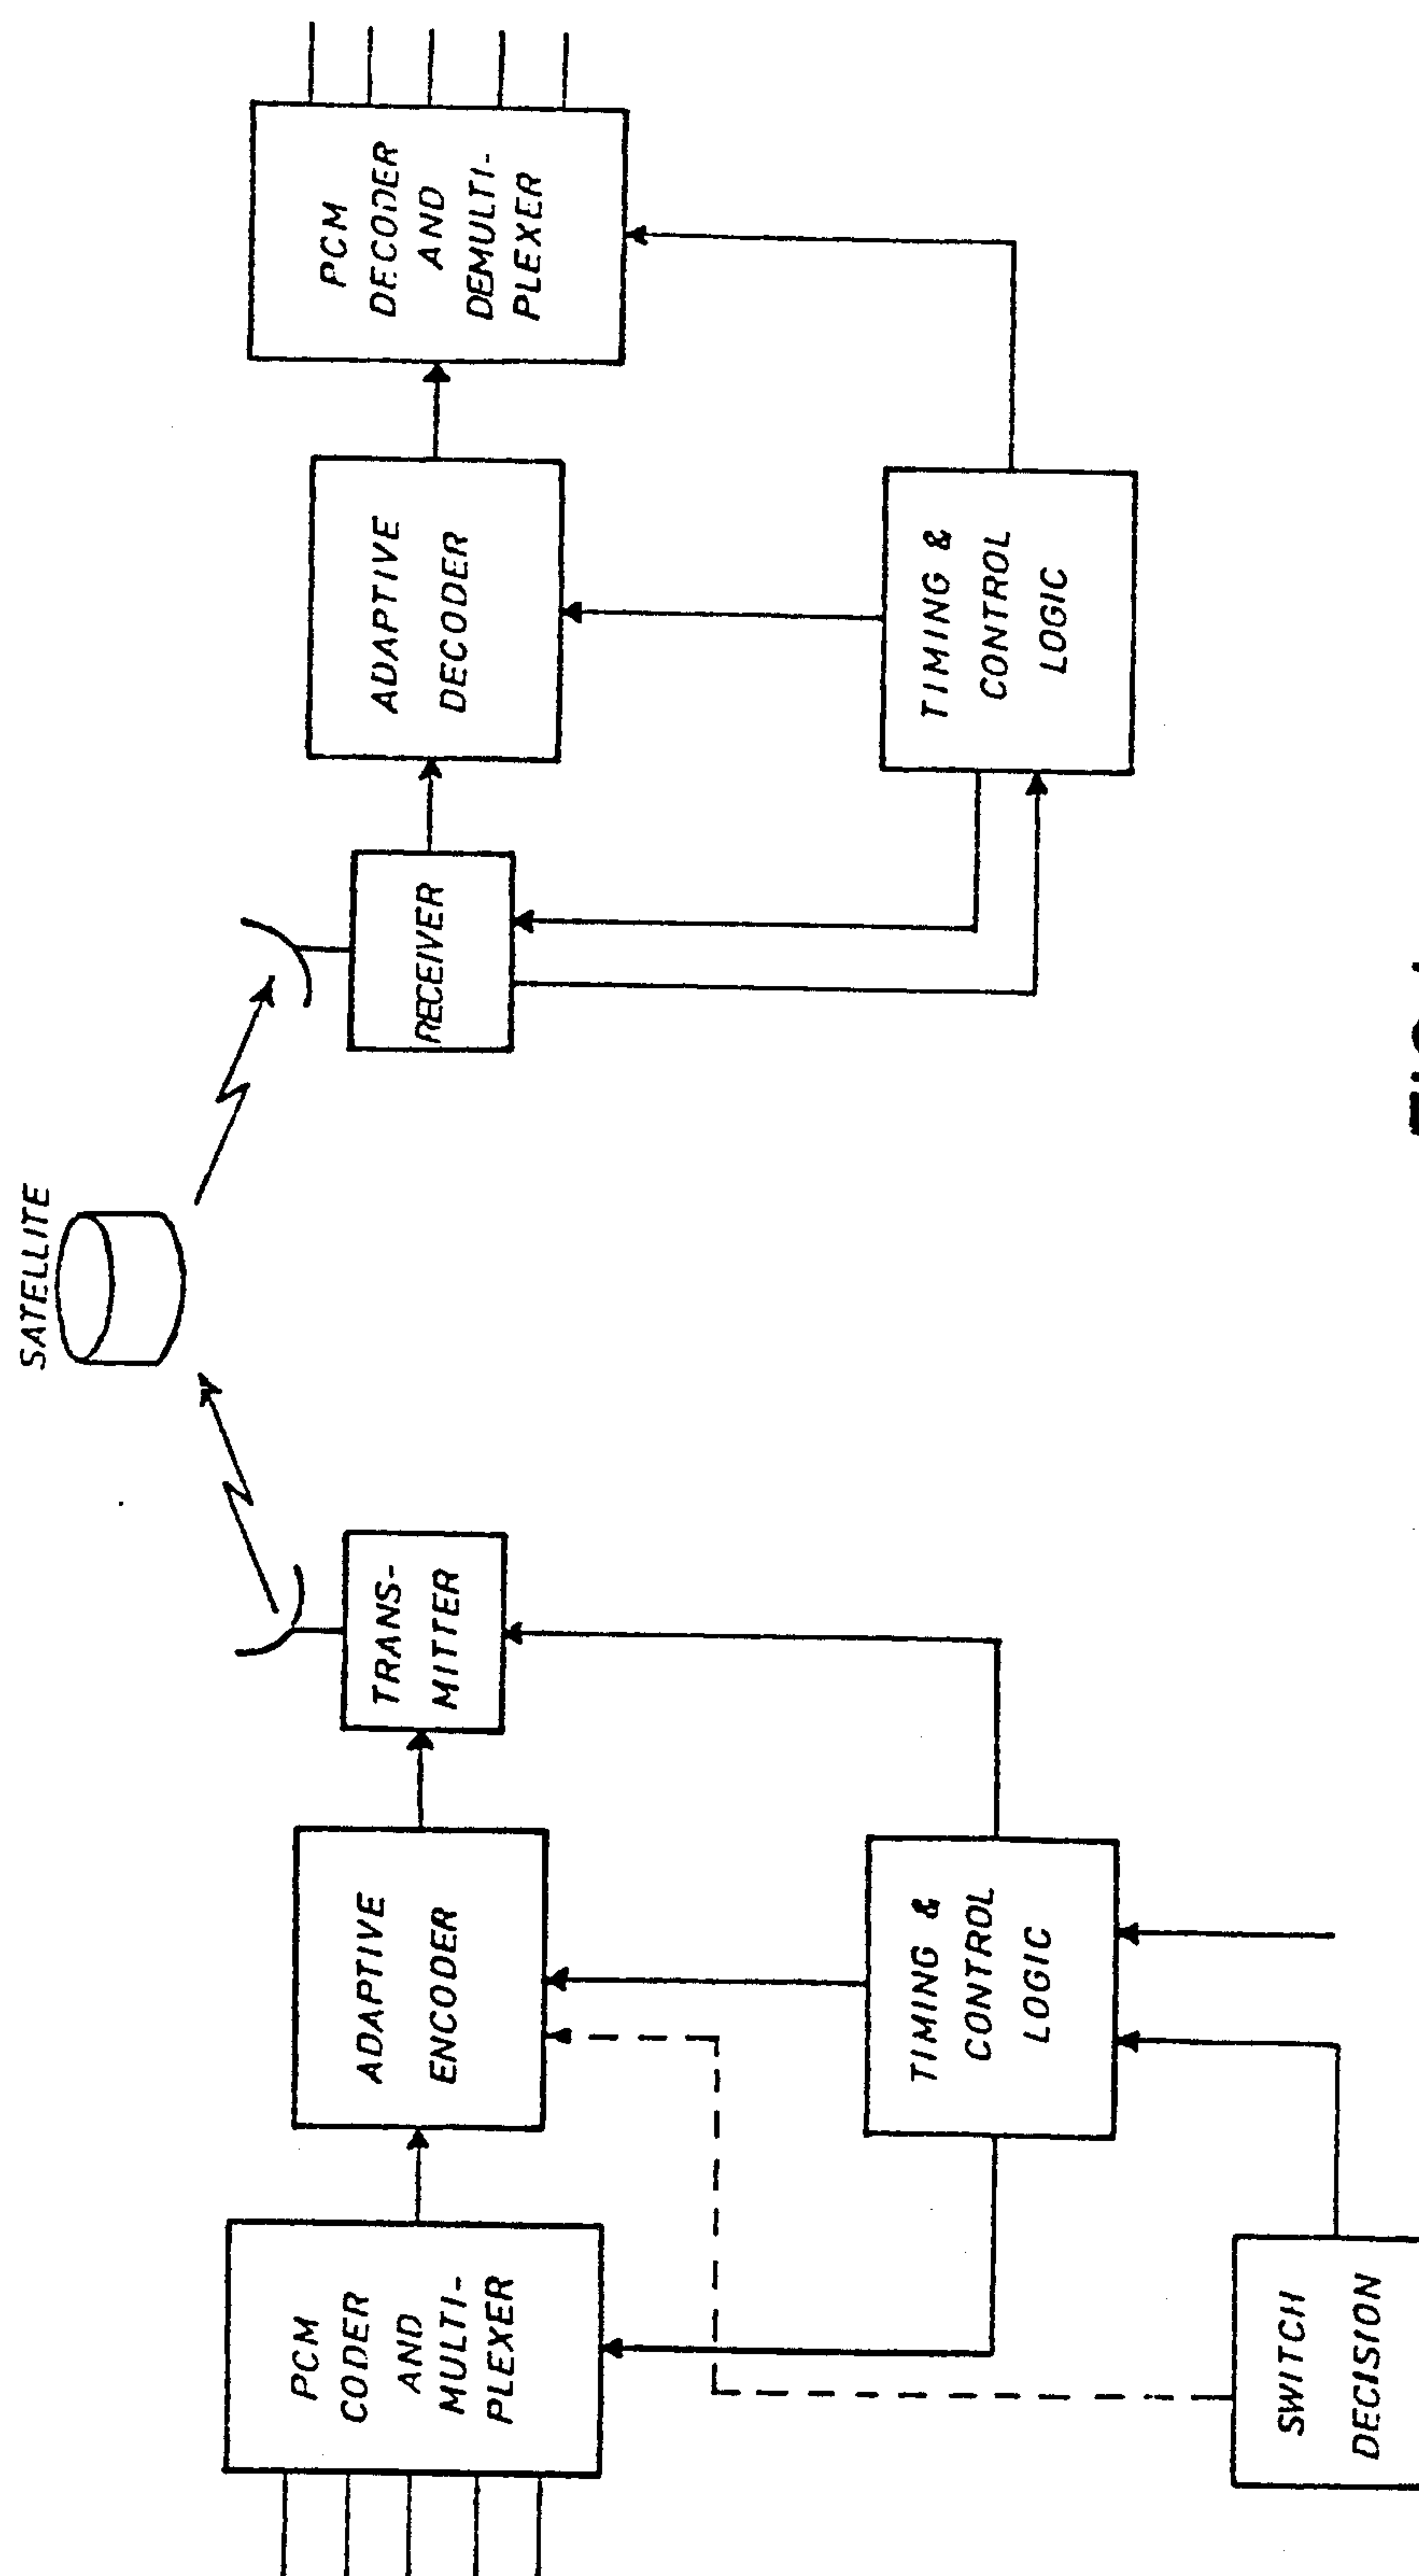 SATELLITE
PCM
CODER
AND
MULTI-
PLEXER
ADAPTIVE
ENCODER
TRANS-
MITTER
RECEIVER
ADAPTIVE
DECODER
PCM
DECODER
AND
DEMULTI-
PLEXER
TIMING &
CONTROL
LOGIC
TIMING &
CONTROL
LOGIC
SWITCH
DECISION